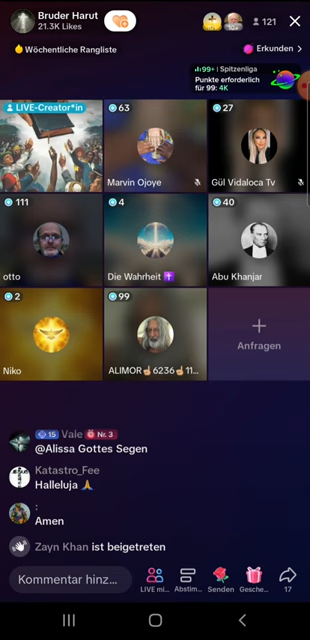 Bruder Harut
21.3K Likes
121
Wöchentliche Rangliste
Erkunden >
99+ | Spitzenliga
Punkte erforderlich
für 99: 4K
LIVE-Creator*in
63
27
Marvin Ojoye
Gül Vidaloca Tv
111
4
40
otto
Die Wahrheit ✝️
Abu Khanjar
2
99
+
Niko
ALIMOR☝🏼6236☝🏼11...
Anfragen
15 Vale Nr. 3
@Alissa Gottes Segen
Katastro_Fee
Halleluja 🙏
:
Amen
Zayn Khan ist beigetreten
Kommentar hinz...
LIVE mi...
Abstim...
Senden
Gesche...
17